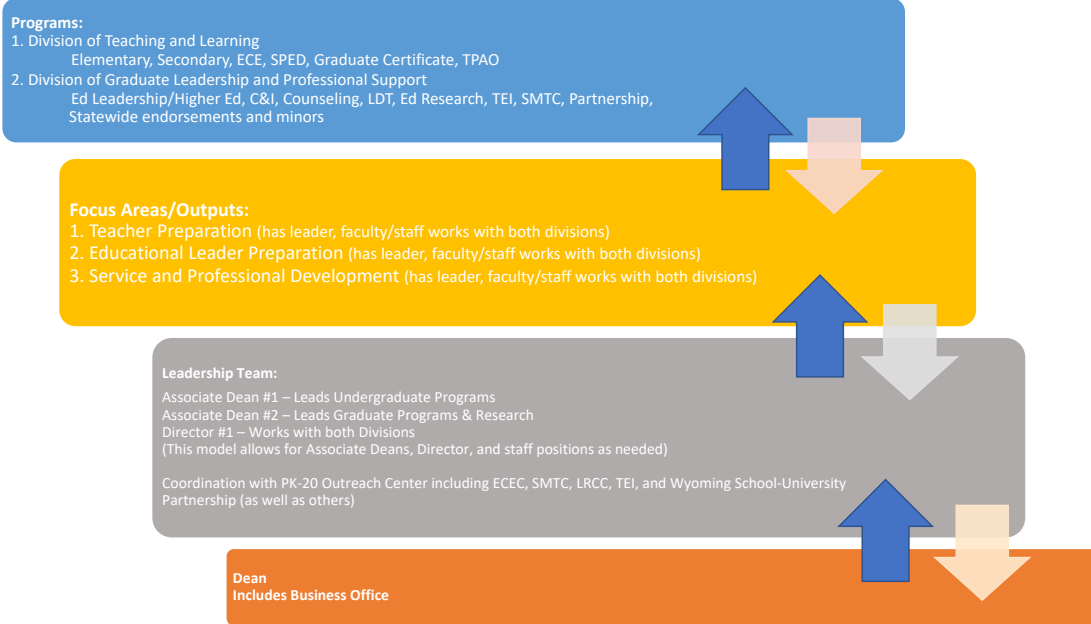 Programs:
1. Division of Teaching and Learning
Elementary, Secondary, ECE, SPED, Graduate Certificate, TPAO
2. Division of Graduate Leadership and Professional Support
Ed Leadership/Higher Ed, C&I, Counseling, LDT, Ed Research, TEI, SMTC, Partnership,
Statewide endorsements and minors
Focus Areas/Outputs:
1. Teacher Preparation (has leader, faculty/staff works with both divisions)
2. Educational Leader Preparation (has leader, faculty/staff works with both divisions)
3. Service and Professional Development (has leader, faculty/staff works with both divisions)
Leadership Team:
Associate Dean #1 – Leads Undergraduate Programs
Associate Dean #2 – Leads Graduate Programs & Research
Director #1 – Works with both Divisions
(This model allows for Associate Deans, Director, and staff positions as needed)
Coordination with PK-20 Outreach Center including ECEC, SMTC, LRCC, TEI, and Wyoming School-University
Partnership (as well as others)
Dean
Includes Business Office